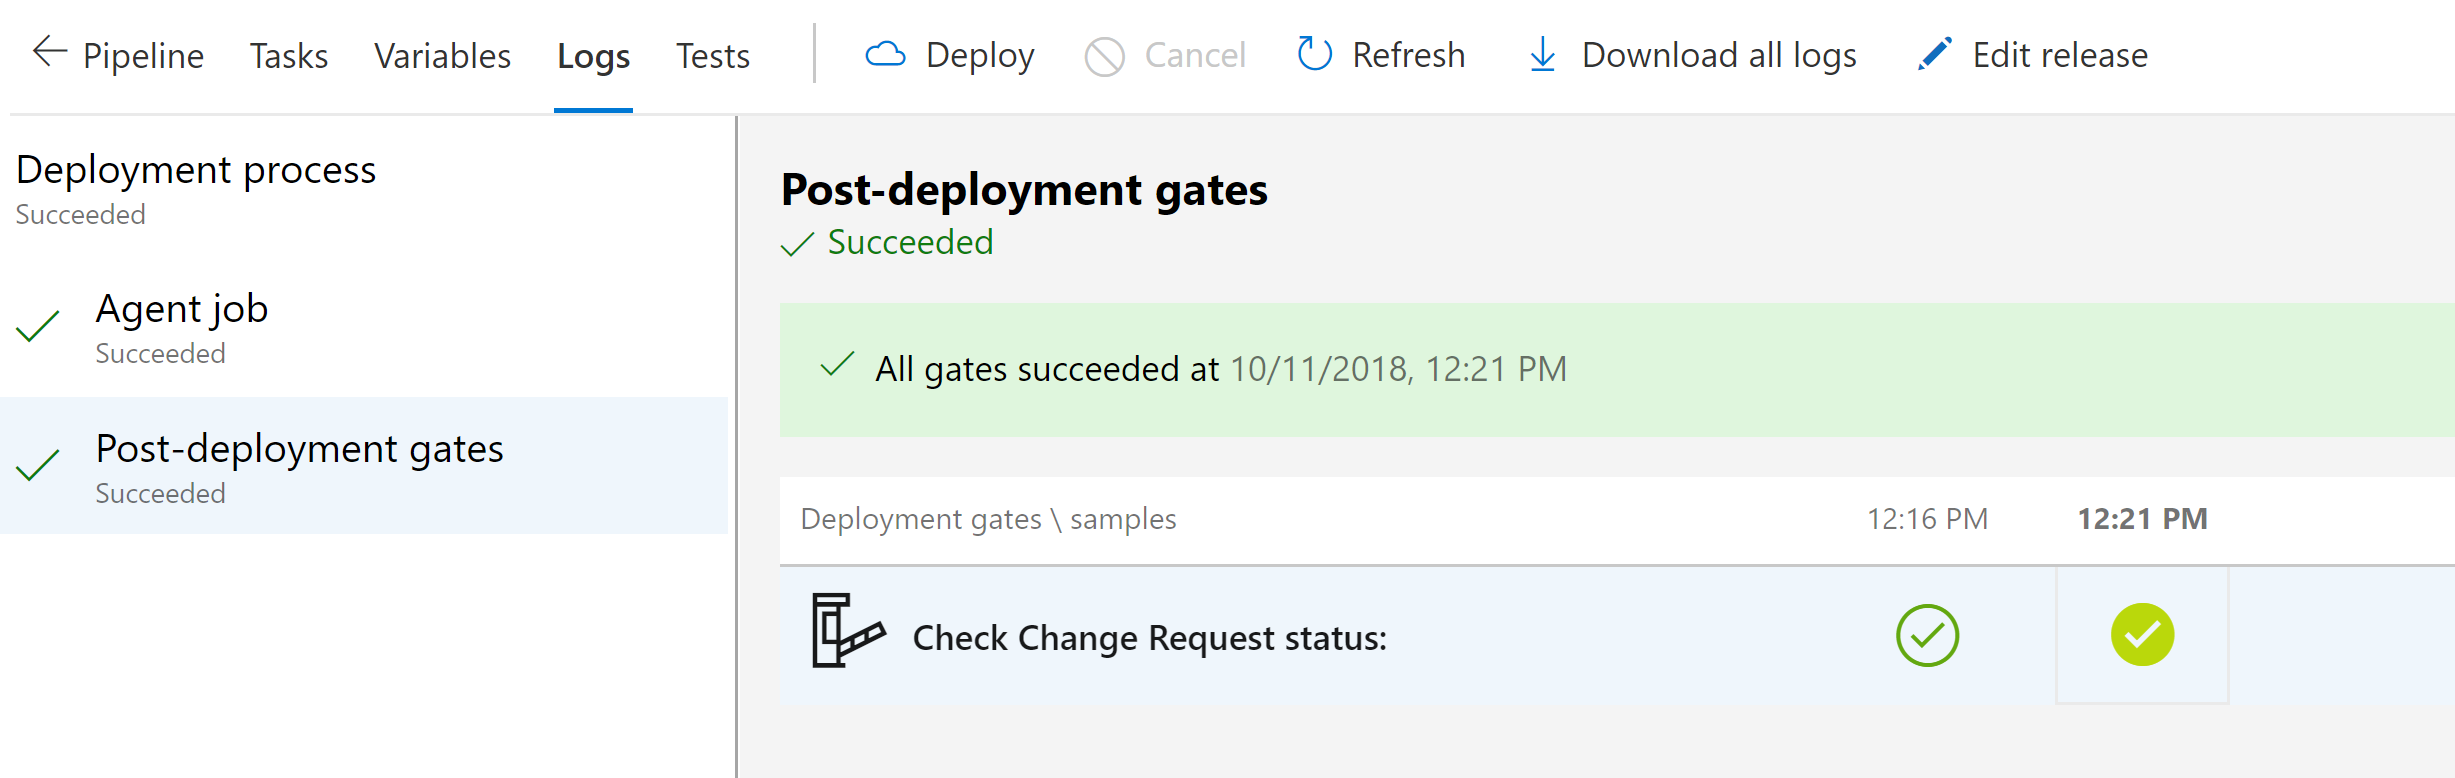 Pipeline Tasks Variables Logs Tests Deploy Cancel Refresh Download all logs Edit release
Deployment process
Succeeded
Agent job
Succeeded
Post-deployment gates
Succeeded
Post-deployment gates
Succeeded
All gates succeeded at 10/11/2018, 12:21 PM
Deployment gates \ samples 12:16 PM 12:21 PM
Check Change Request status: